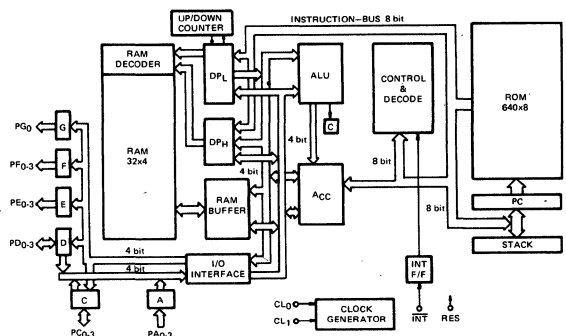 UP/DOWN
COUNTER
INSTRUCTION-BUS 8 bit
RAM
DECODER
DPL
ALU
CONTROL
&
DECODE
ROM
640x8
RAM
32x4
DPH
C
4 bit
4 bit
8 bit
PG0
G
PF0-3
F
PE0-3
E
PD0-3
D
RAM
BUFFER
ACC
8 bit
PC
STACK
4 bit
4 bit
I/O
INTERFACE
INT
F/F
C
A
PC0-3
PA0-3
CL0
CL1
CLOCK
GENERATOR
INT
RES